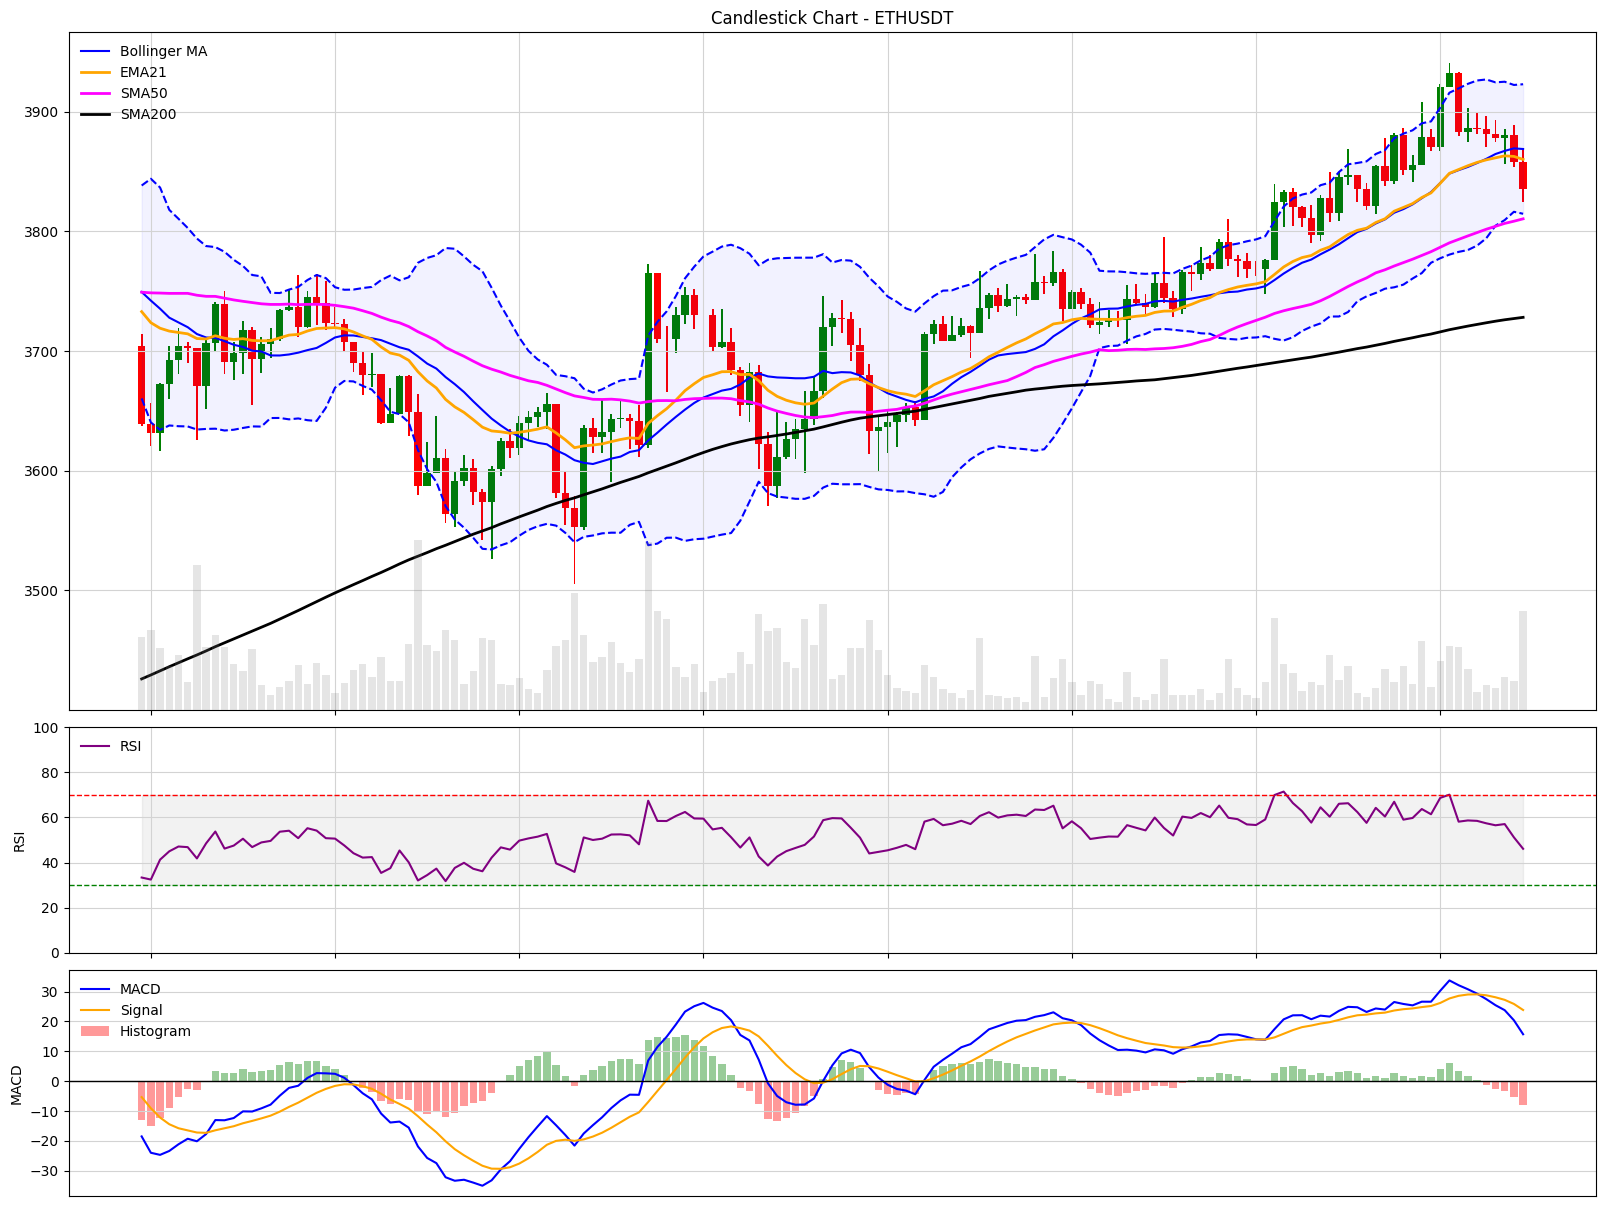 Candlestick Chart - ETHUSDT
Bollinger MA
EMA21
SMA50
SMA200
3900
3800
3700
3600
3500
RSI
100
80
60
40
20
0
RSI
MACD
Signal
Histogram
30
20
10
0
−10
−20
−30
MACD